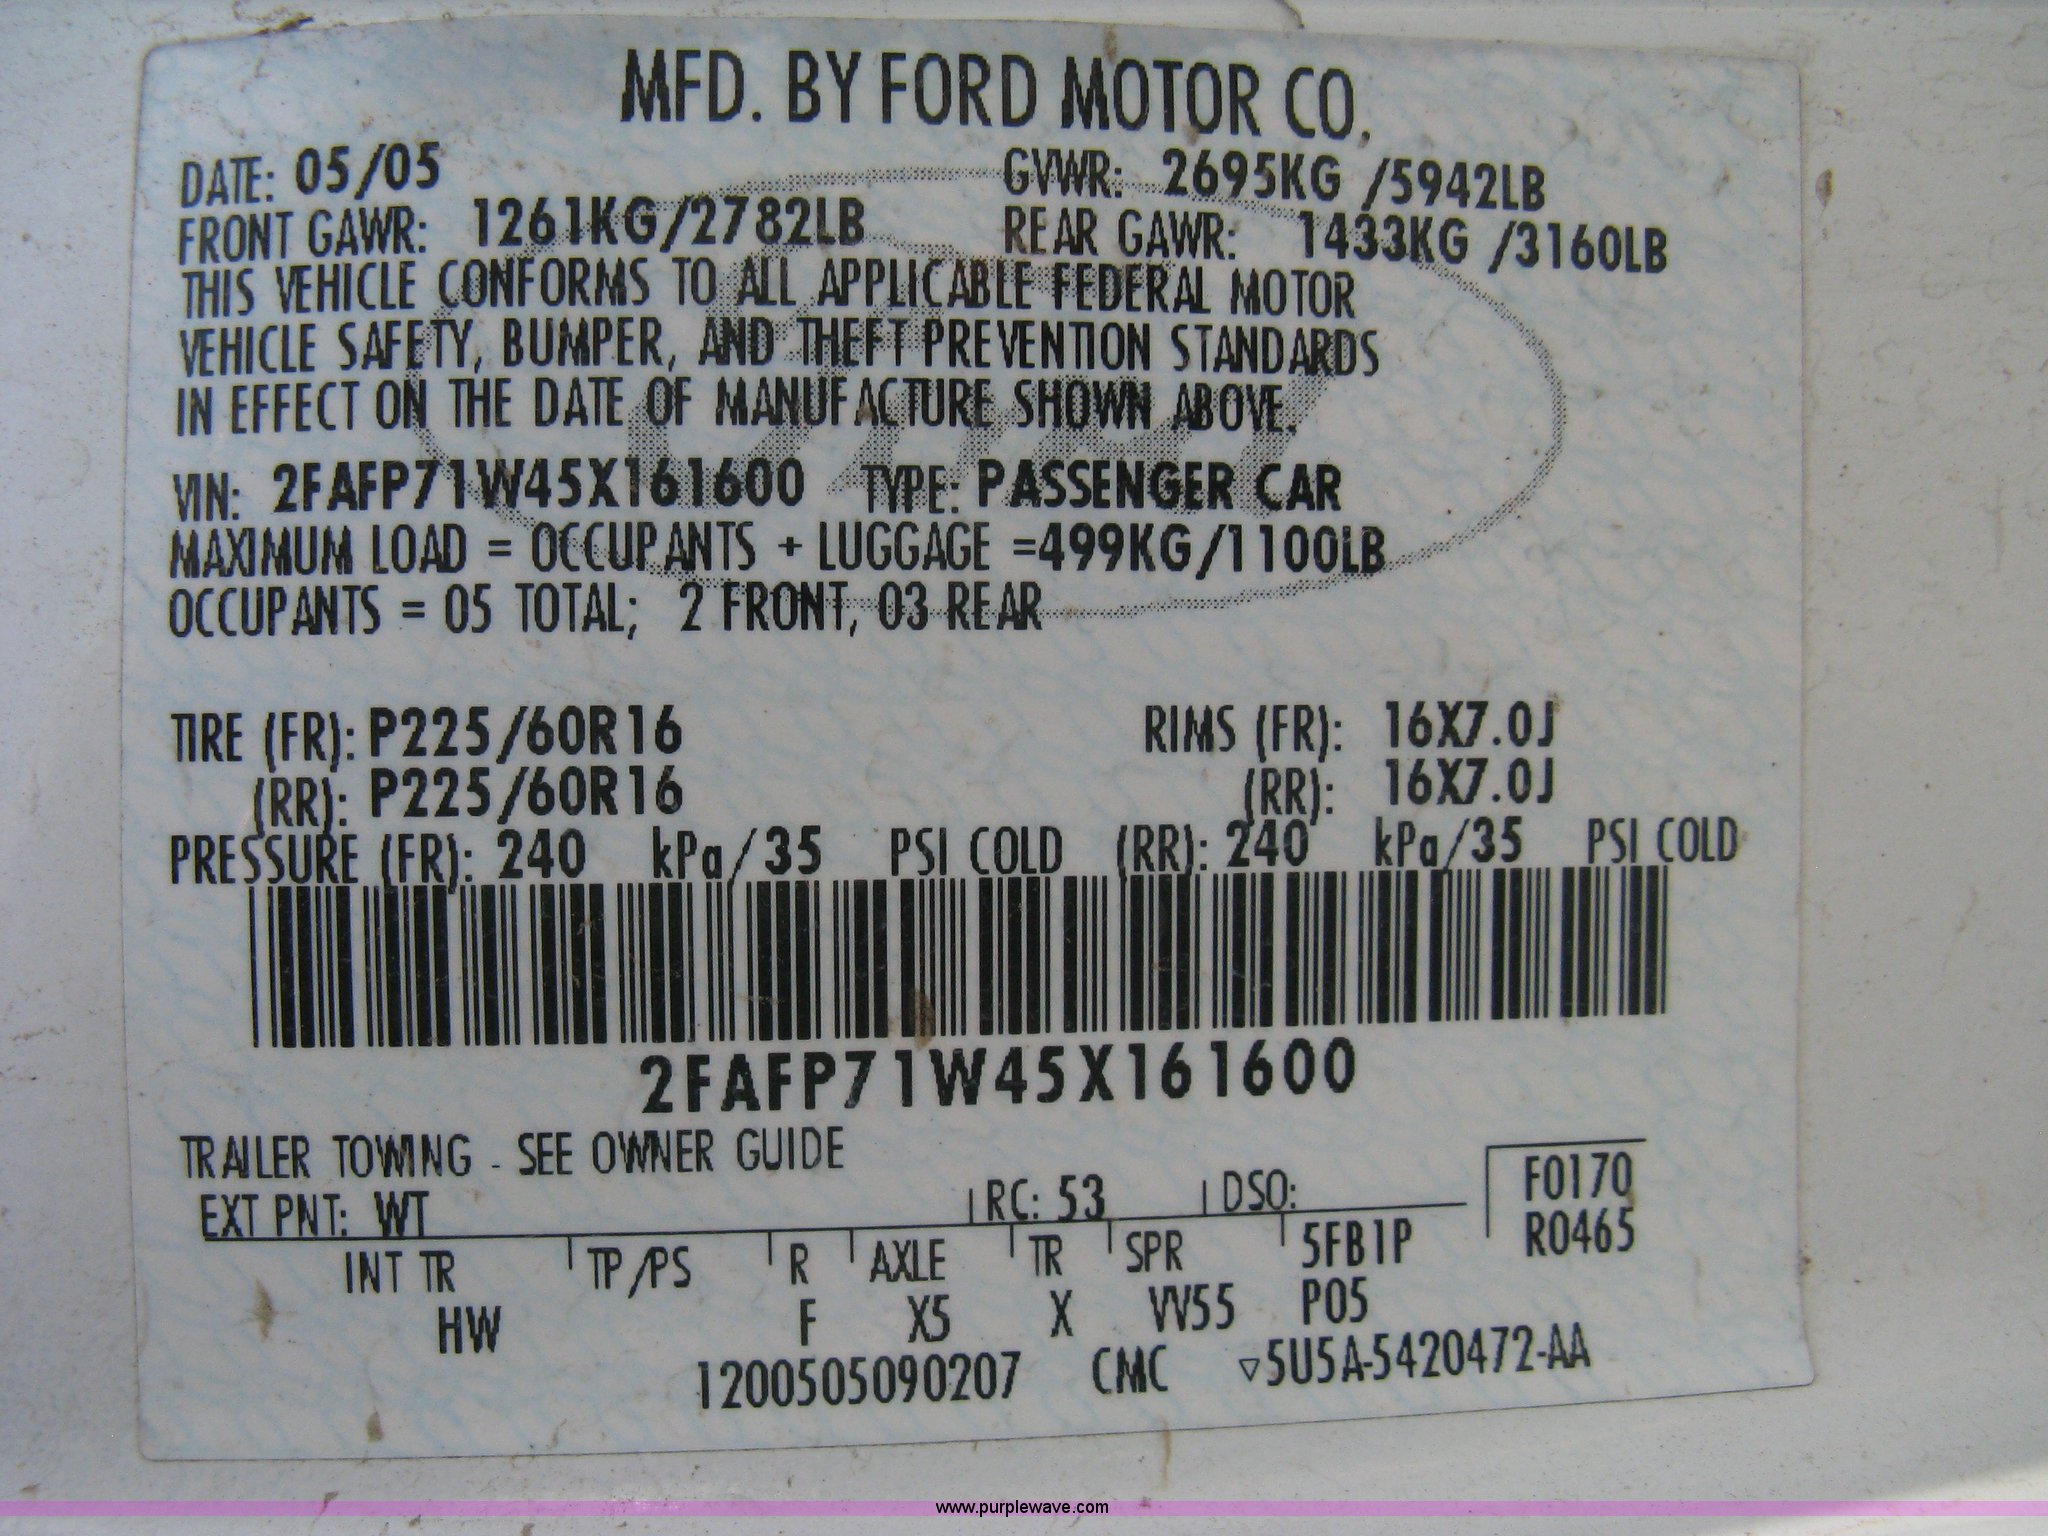 MFD. BY FORD MOTOR CO.
DATE: 05/05 GVWR: 2695KG /5942LB
FRONT GAWR: 1261KG/2782LB REAR GAWR: 1433KG /3160LB
THIS VEHICLE CONFORMS TO ALL APPLICABLE FEDERAL MOTOR
VEHICLE SAFETY, BUMPER, AND THEFT PREVENTION STANDARDS
IN EFFECT ON THE DATE OF MANUFACTURE SHOWN ABOVE.
VIN: 2FAFP71W45X161600 TYPE: PASSENGER CAR
MAXIMUM LOAD = OCCUPANTS + LUGGAGE =499KG/1100LB
OCCUPANTS = 05 TOTAL; 2 FRONT, 03 REAR
TIRE (FR): P225/60R16 RIMS (FR): 16X7.0J
(RR): P225/60R16 (RR): 16X7.0J
PRESSURE (FR): 240 kPa/35 PSI COLD (RR): 240 kPa/35 PSI COLD
2FAFP71W45X161600
TRAILER TOWING - SEE OWNER GUIDE
F0170
EXT PNT: WT RC: 53 DSO:
R0465
INT TR TP/PS R AXLE TR SPR 5FB1P
HW F X5 X VV55 P05
1200505090207 CMC ▽5U5A-5420472-AA
www.purplewave.com